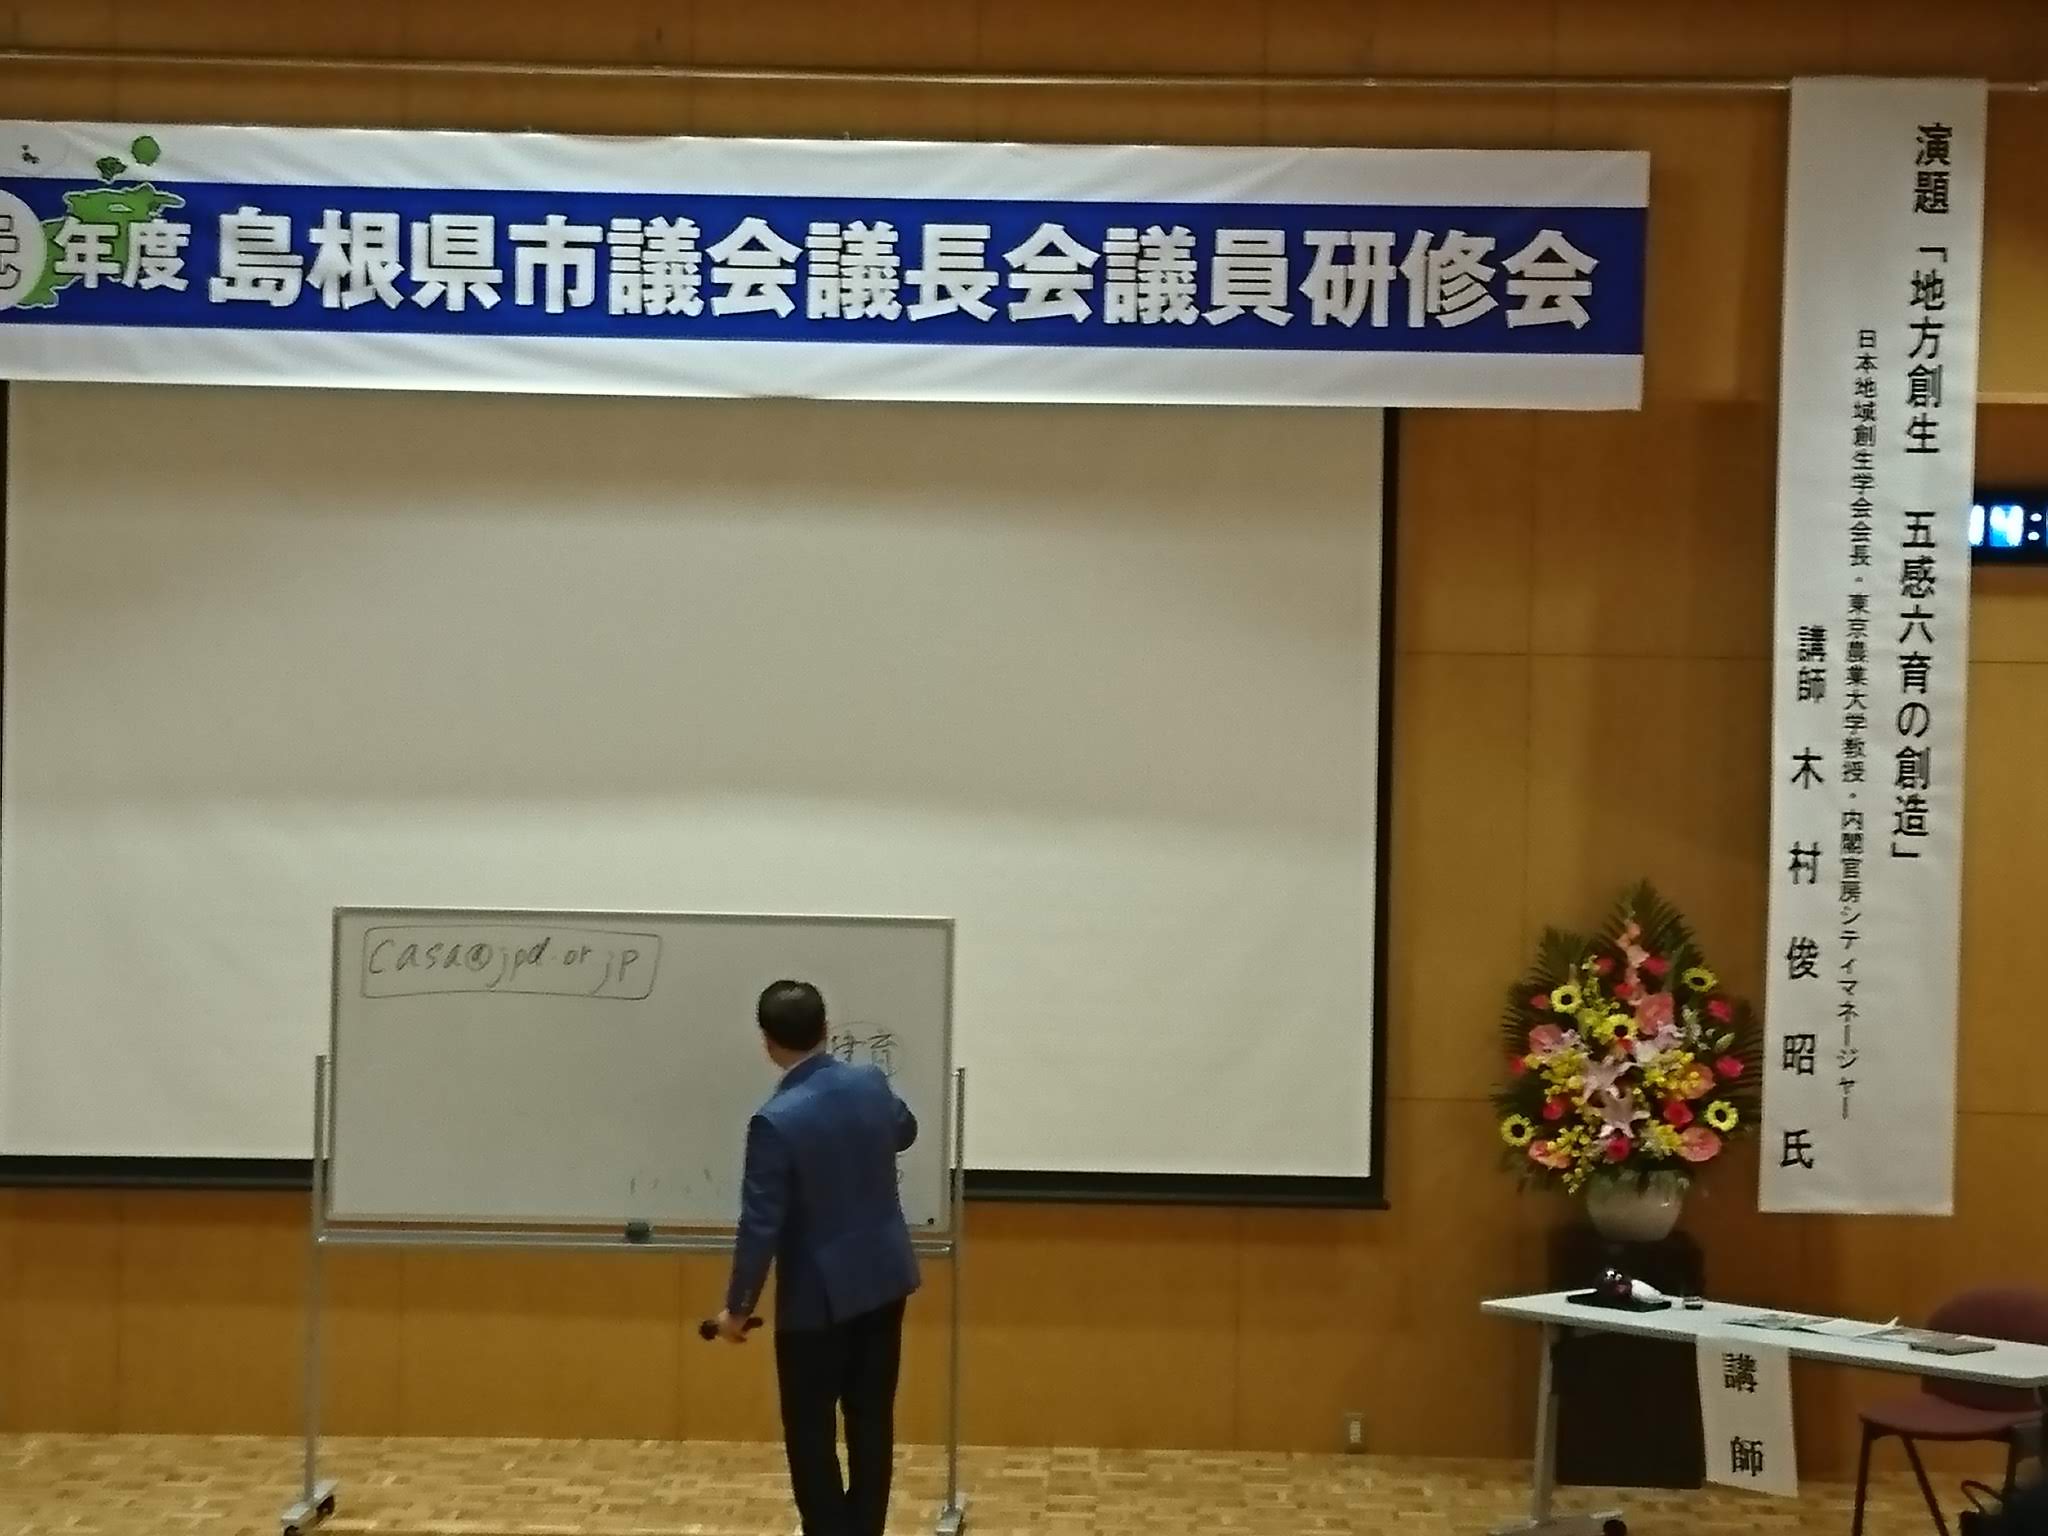 元年度 島根県市議会議長会議員研修会
演題「地方創生 五感六育の創造」
日本地域創生学会会長・東京農業大学教授・内閣官房シティマネージャー
講師 木村俊昭氏
14:
casa@jpd.or.jp
育
講師